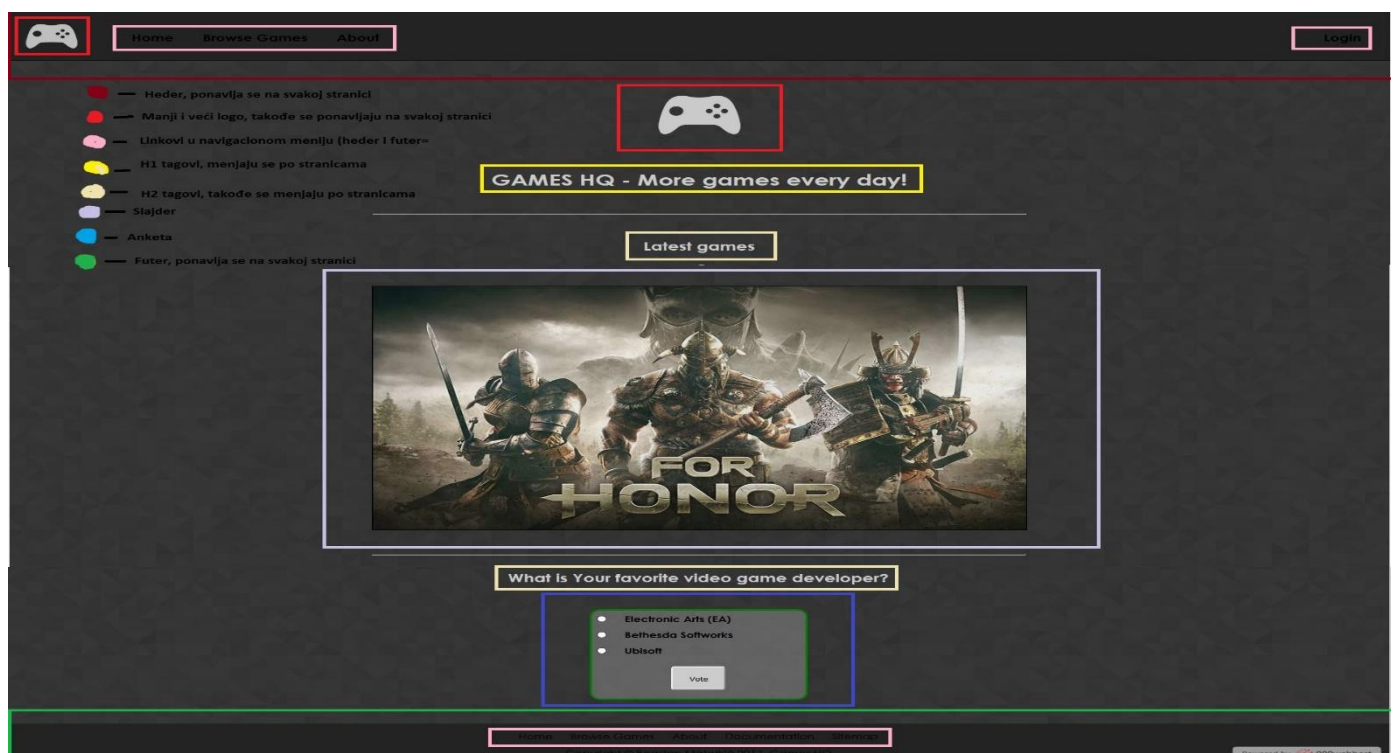 Home Browse Games About Login
Heder, ponavlja se na svakoj stranici
Manji i veći logo, takođe se ponavljaju na svakoj stranici
Linkovi u navigacionom meniju (heder i futer=
H1 tagovi, menjaju se po stranicama
H2 tagovi, takođe se menjaju po stranicama
Slajder
Anketa
Futer, ponavlja se na svakoj stranici
GAMES HQ - More games every day!
Latest games
FOR
HONOR
What is Your favorite video game developer?
Electronic Arts (EA)
Bethesda Softworks
Ubisoft
Vote
Home Browse Games About Documentation Sitemap